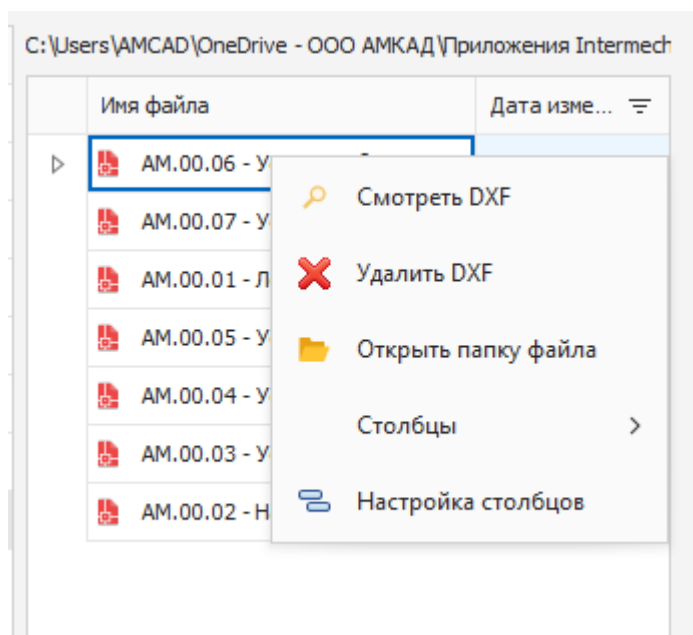 C:\Users\AMCAD\OneDrive - ООО АМКАД\Приложения Intermech
Имя файла
Дата изме...
АМ.00.06 - У
Смотреть DXF
АМ.00.07 - У
Удалить DXF
АМ.00.01 - Л
АМ.00.05 - У
Открыть папку файла
АМ.00.04 - У
Столбцы
АМ.00.03 - У
Настройка столбцов
АМ.00.02 - Н